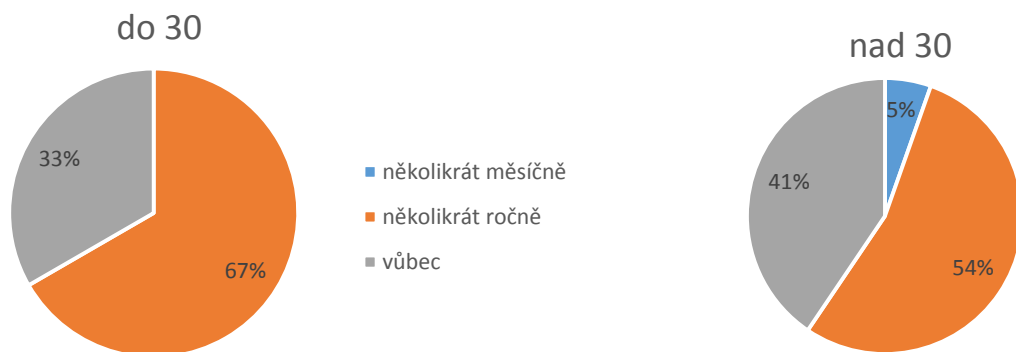 do 30
33%
67%
několikrát měsíčně
několikrát ročně
vůbec
nad 30
5%
41%
54%